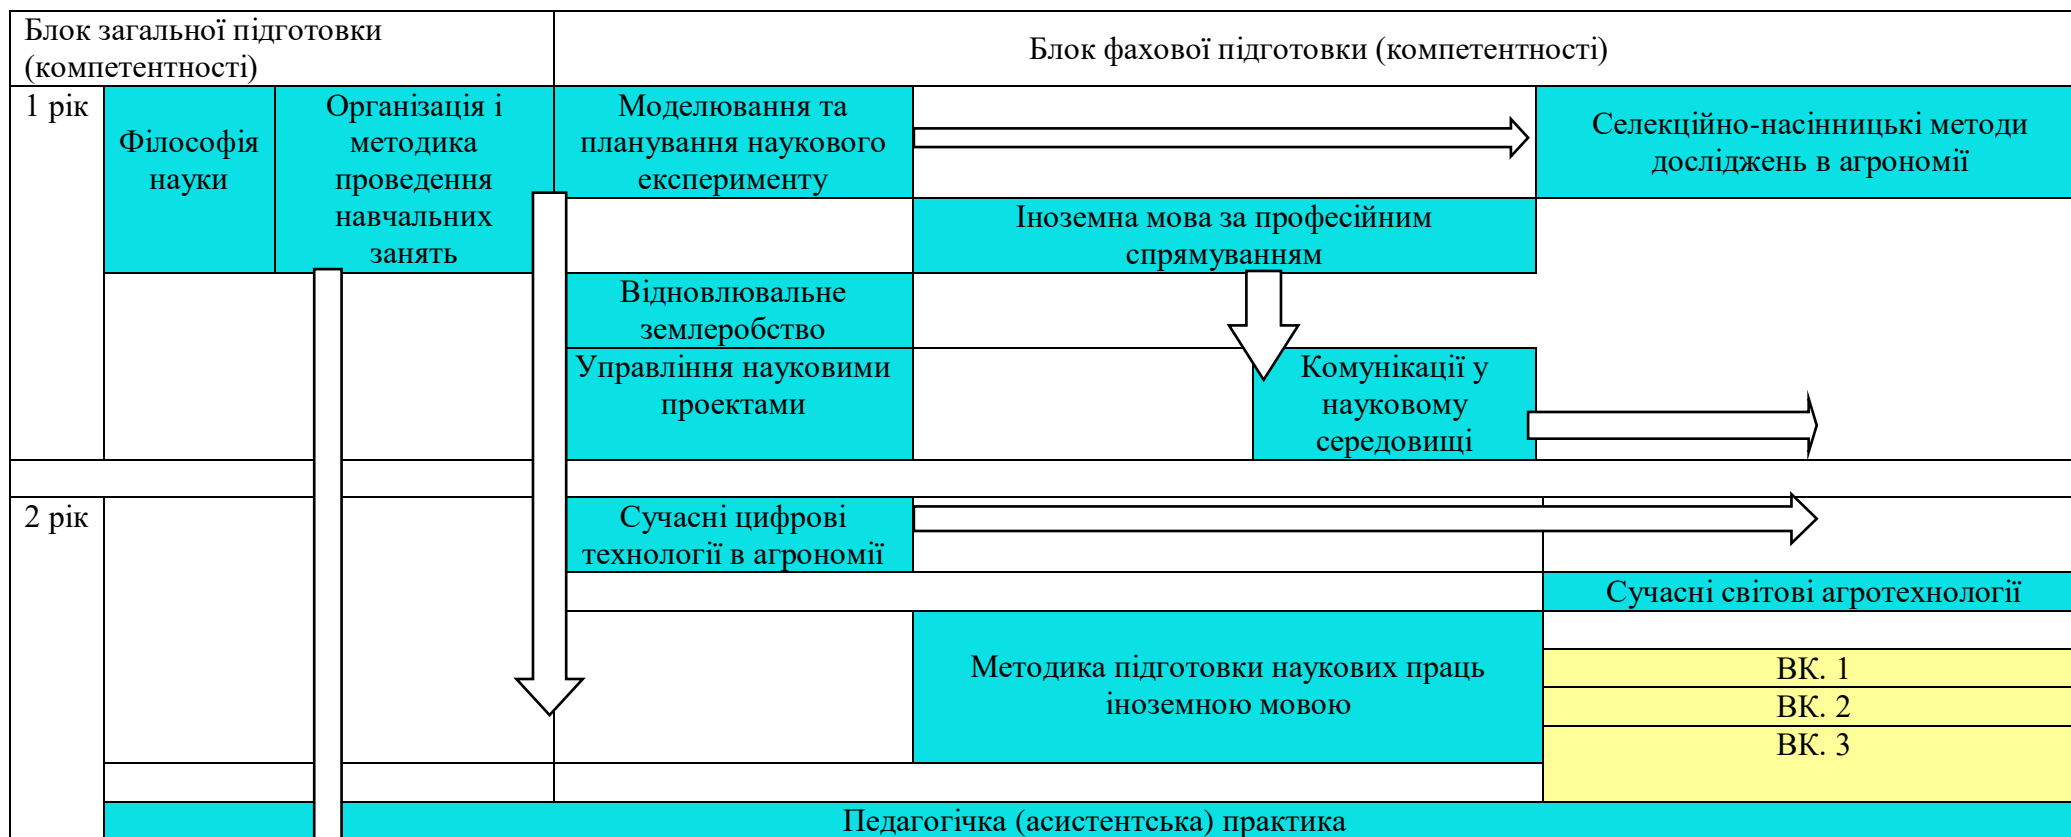 Блок загальної підготовки
(компетентності)
Блок фахової підготовки (компетентності)
1 рік
Філософія
науки
Організація і
методика
проведення
навчальних
занять
Моделювання та
планування наукового
експерименту
Селекційно-насінницькі методи
досліджень в агрономії
Іноземна мова за професійним
спрямуванням
Відновлювальне
землеробство
Управління науковими
проектами
Комунікації у
науковому
середовищі
2 рік
Сучасні цифрові
технології в агрономії
Сучасні світові агротехнології
Методика підготовки наукових праць
іноземною мовою
ВК. 1
ВК. 2
ВК. 3
Педагогічка (асистентська) практика